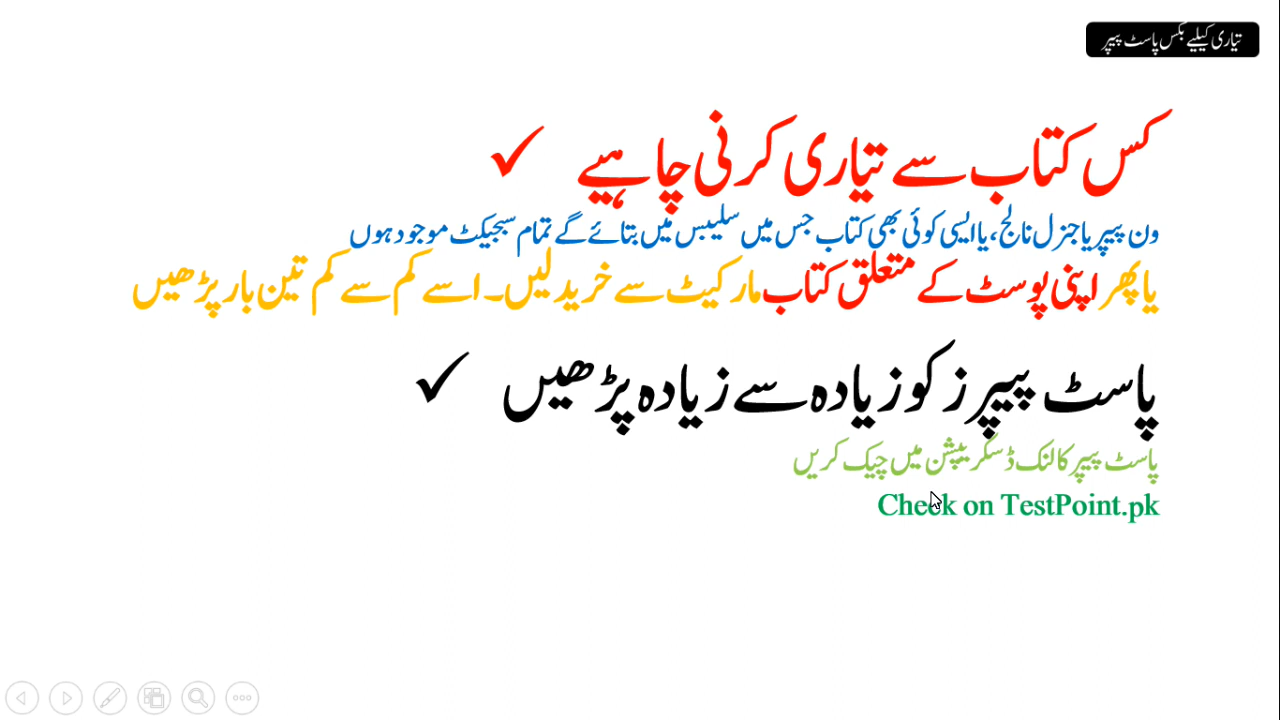 تیاری کیلیے بکس پاسٹ پیپر
کس کتاب سے تیاری کرنی چاہیے ✓
ون پیپر یا جنرل نالج، یا ایسی کوئی بھی کتاب جس میں سلیبس میں بتائے گے تمام سبجیکٹ موجود ہوں
یا پھر اپنی پوسٹ کے متعلق کتاب مارکیٹ سے خرید لیں۔ اسے کم سے کم تین بار پڑھیں
پاسٹ پیپرز کو زیادہ سے زیادہ پڑھیں ✓
پاسٹ پیپر کا لنک ڈسکریپشن میں چیک کریں
Check on TestPoint.pk